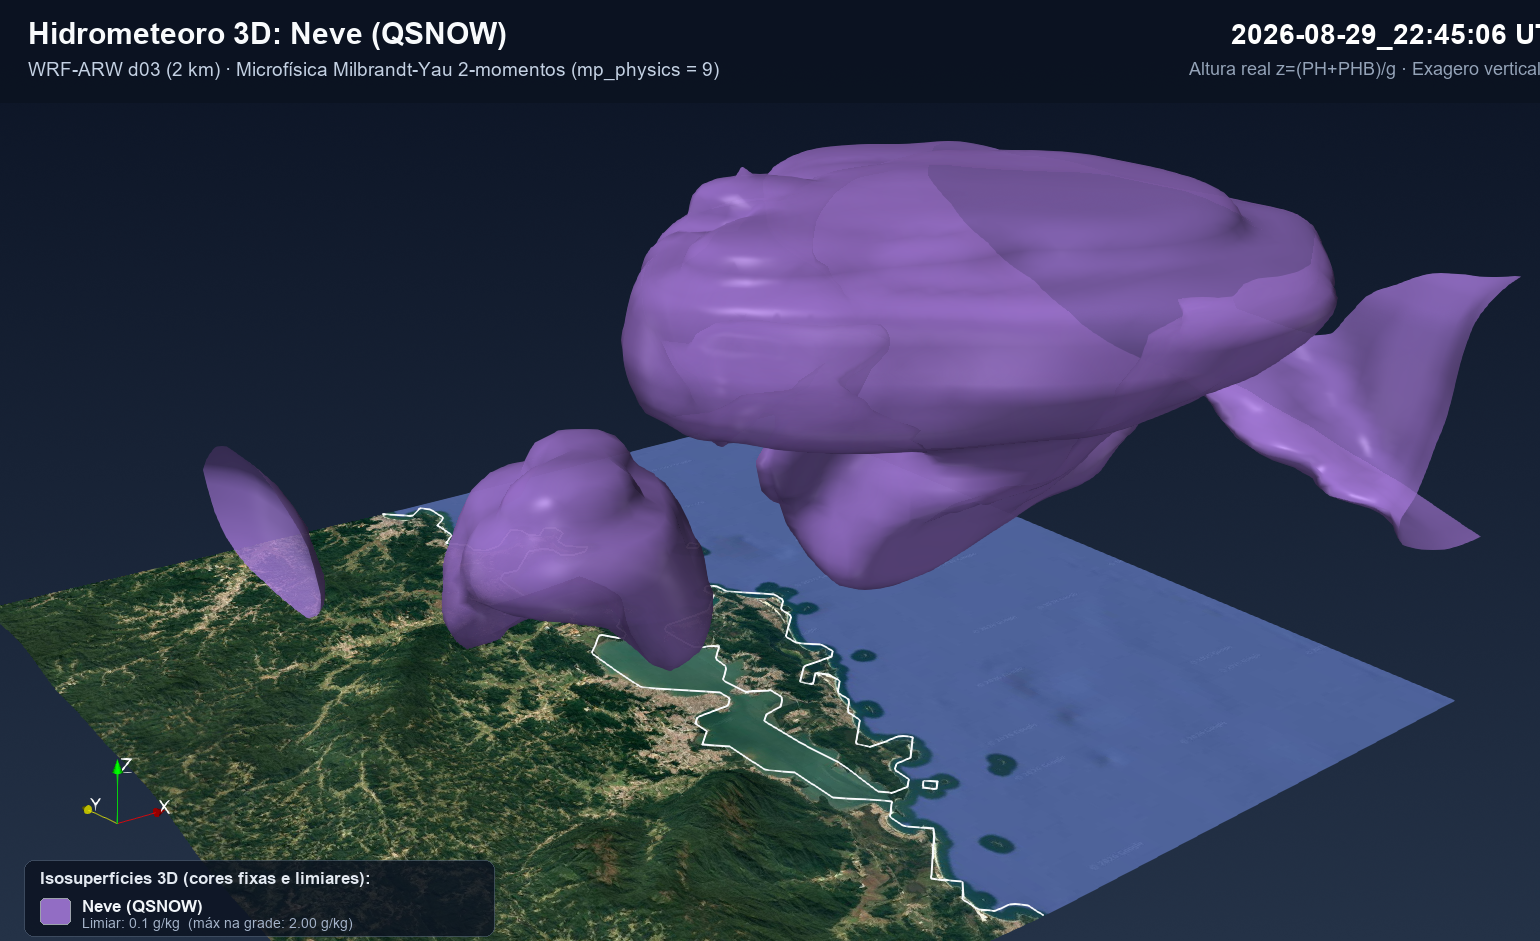 Hidrometeoro 3D: Neve (QSNOW)
2026-08-29_22:45:06 UT
WRF-ARW d03 (2 km) · Microfísica Milbrandt-Yau 2-momentos (mp_physics = 9)
Altura real z=(PH+PHB)/g · Exagero vertical
Z
Y
X
Isosuperfícies 3D (cores fixas e limiares):
Neve (QSNOW)
Limiar: 0.1 g/kg (máx na grade: 2.00 g/kg)